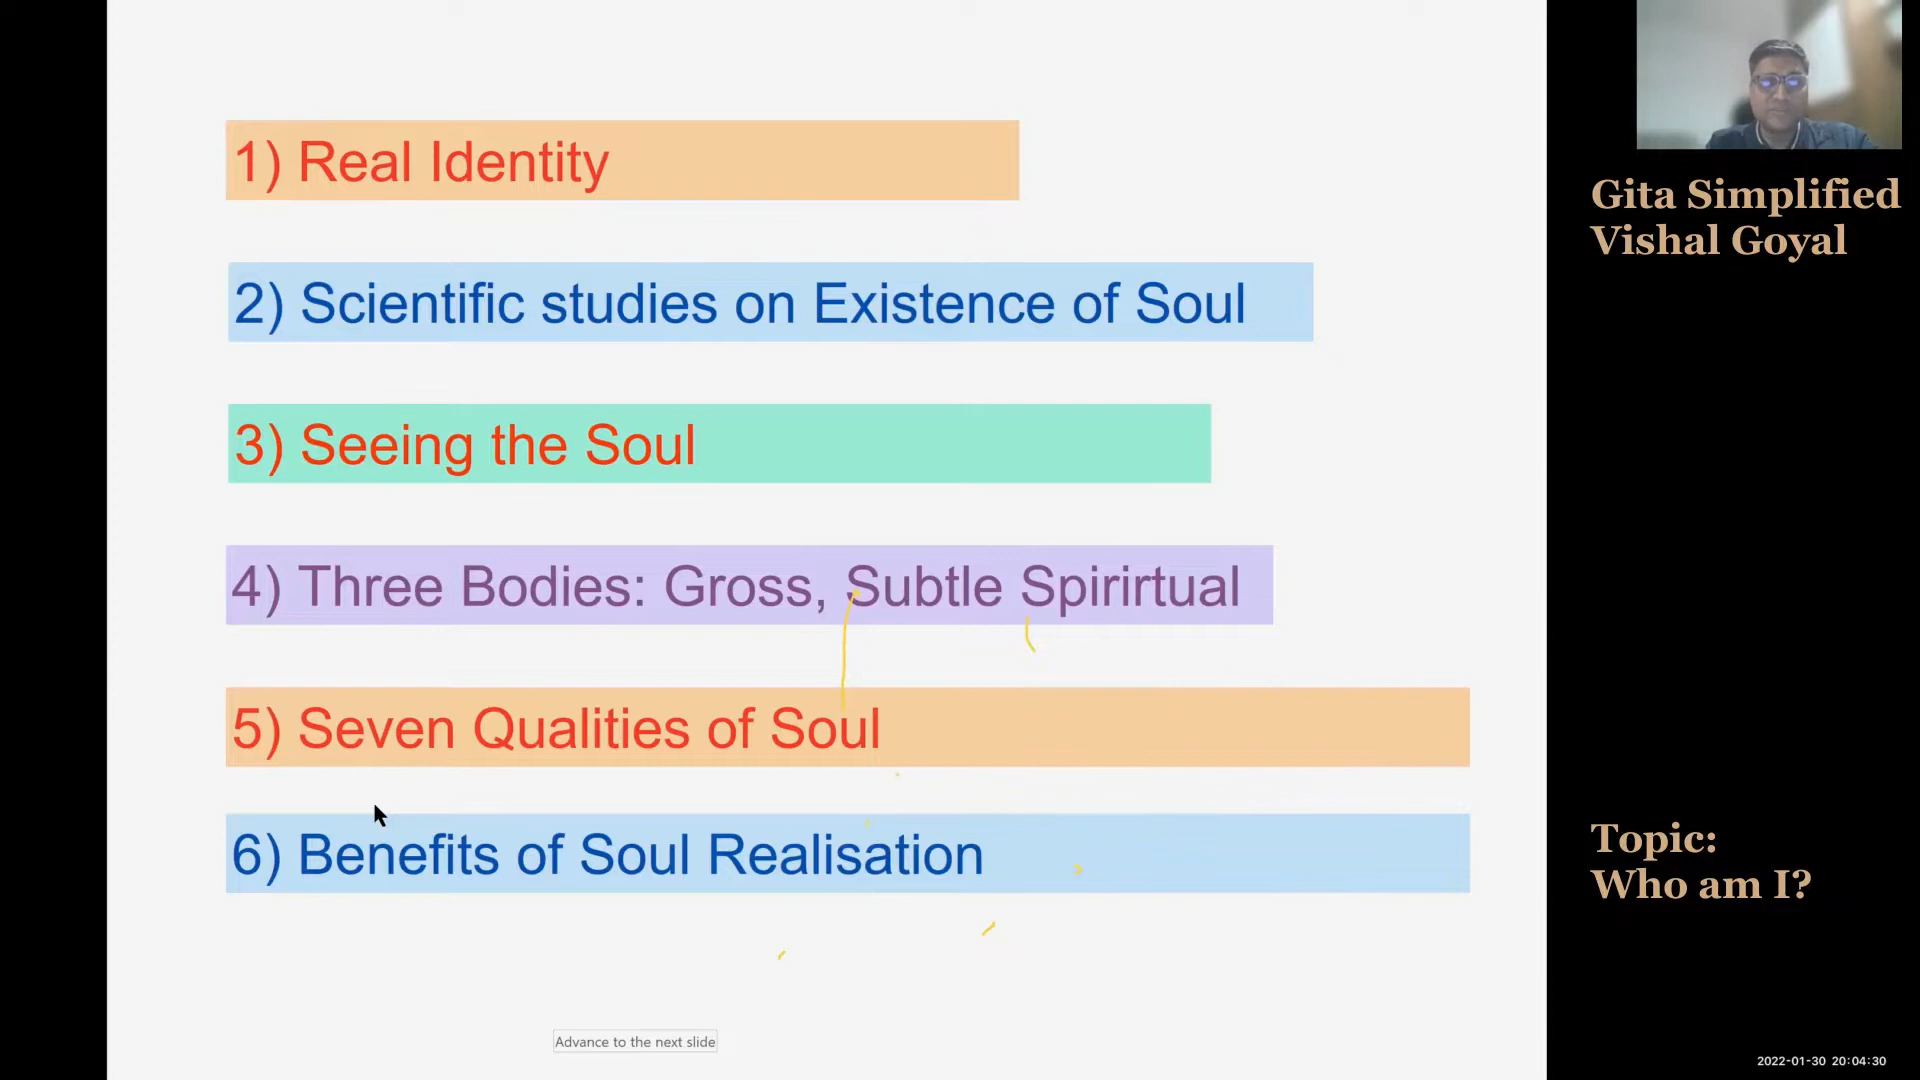 1) Real Identity
2) Scientific studies on Existence of Soul
3) Seeing the Soul
4) Three Bodies: Gross, Subtle Spirirtual
5) Seven Qualities of Soul
6) Benefits of Soul Realisation
Advance to the next slide
Gita Simplified
Vishal Goyal
Topic:
Who am I?
2022-01-30 20:04:30